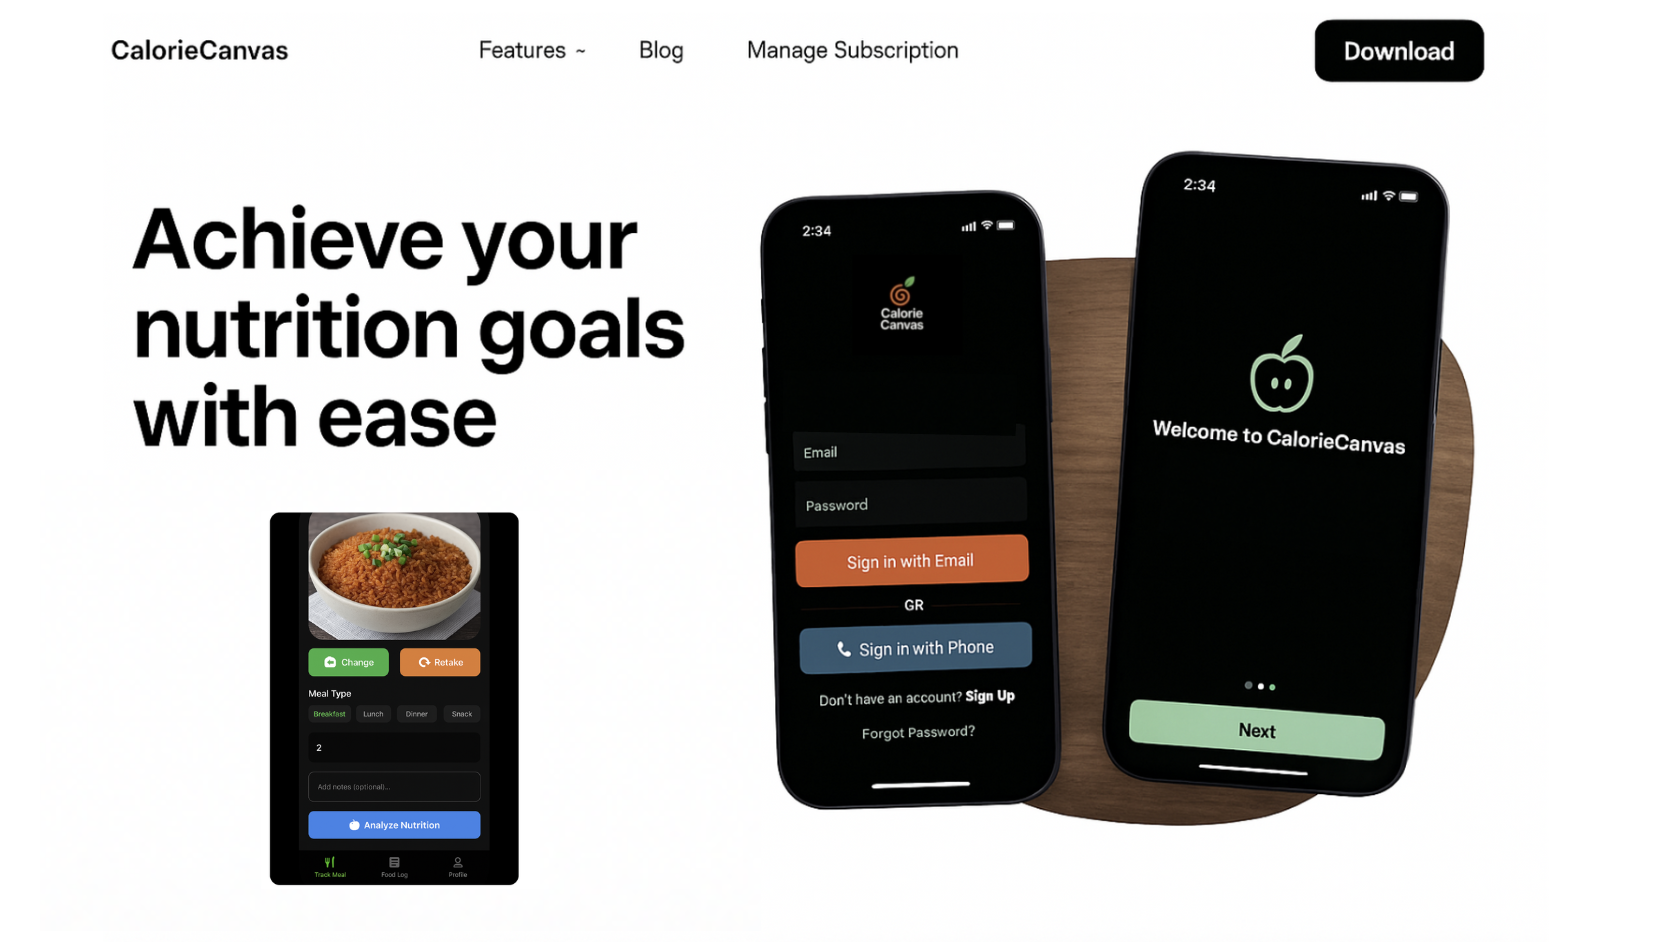 CalorieCanvas
Features ~
Blog
Manage Subscription
Download
Achieve your
nutrition goals
with ease
Change
Retake
Meal Type
Breakfast
Lunch
Dinner
Snack
2
Add notes (optional)...
Analyze Nutrition
Track Meal
Food Log
Profile
2:34
Calorie
Canvas
Email
Password
Sign in with Email
GR
Sign in with Phone
Don't have an account? Sign Up
Forgot Password?
2:34
Welcome to CalorieCanvas
Next